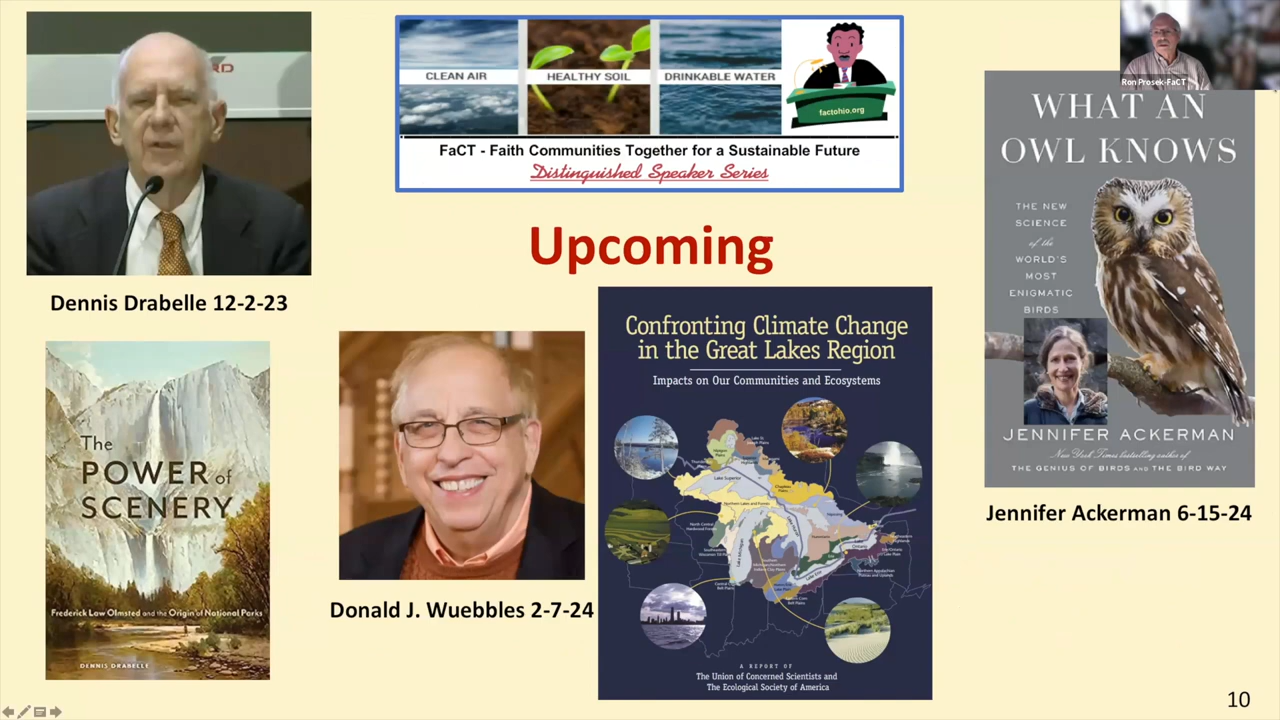 RD
CLEAN AIR
HEALTHY SOIL
DRINKABLE WATER
factohio.org
FaCT - Faith Communities Together for a Sustainable Future
Distinguished Speaker Series
Ron Prosek-FaCT
Upcoming
Dennis Drabelle 12-2-23
The
POWER of
SCENERY
Frederick Law Olmsted and the Origin of National Parks
DENNIS DRABELLE
Donald J. Wuebbles 2-7-24
Confronting Climate Change
in the Great Lakes Region
Impacts on Our Communities and Ecosystems
Lake Superior
Northern Lakes and Forests
A REPORT OF
The Union of Concerned Scientists and
The Ecological Society of America
WHAT AN
OWL KNOWS
THE NEW
SCIENCE
of the
WORLD'S
MOST
ENIGMATIC
BIRDS
JENNIFER ACKERMAN
New York Times bestselling author of
THE GENIUS OF BIRDS AND THE BIRD WAY
Jennifer Ackerman 6-15-24
10